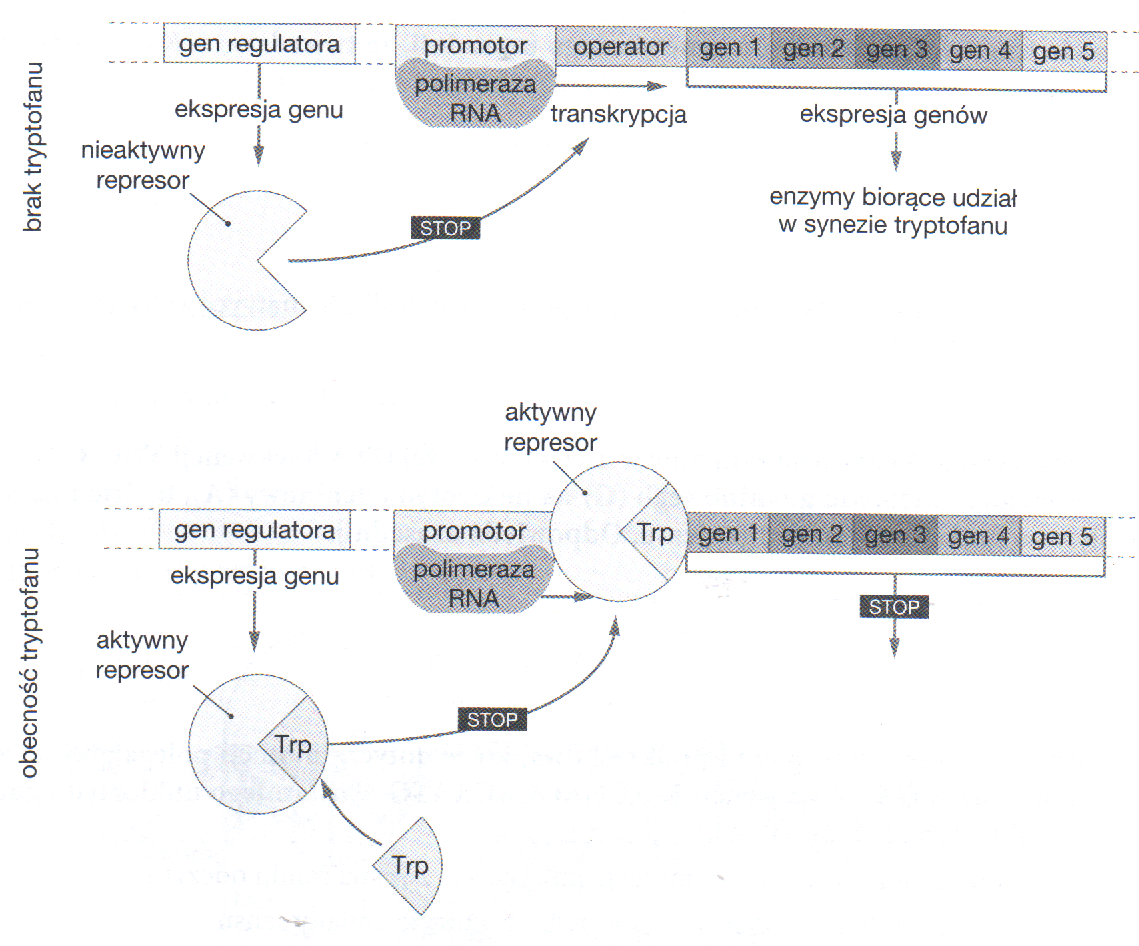 brak tryptofanu
gen regulatora
promotor
operator
gen 1
gen 2
gen 3
gen 4
gen 5
polimeraza
RNA
transkrypcja
ekspresja genu
ekspresja genów
nieaktywny
represor
STOP
enzymy biorące udział
w synezie tryptofanu
obecność tryptofanu
aktywny
represor
gen regulatora
promotor
Trp
gen 1
gen 2
gen 3
gen 4
gen 5
polimeraza
RNA
ekspresja genu
STOP
aktywny
represor
Trp
STOP
Trp